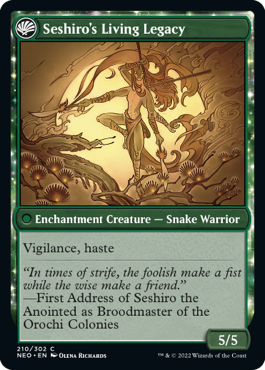 Seshiro's Living Legacy
Enchantment Creature — Snake Warrior
Vigilance, haste
"In times of strife, the foolish make a fist
while the wise make a friend."
—First Address of Seshiro the
Anointed as Broodmaster of the
Orochi Colonies
5/5
210/302 C
NEO • EN Olena Richards
™ & © 2022 Wizards of the Coast